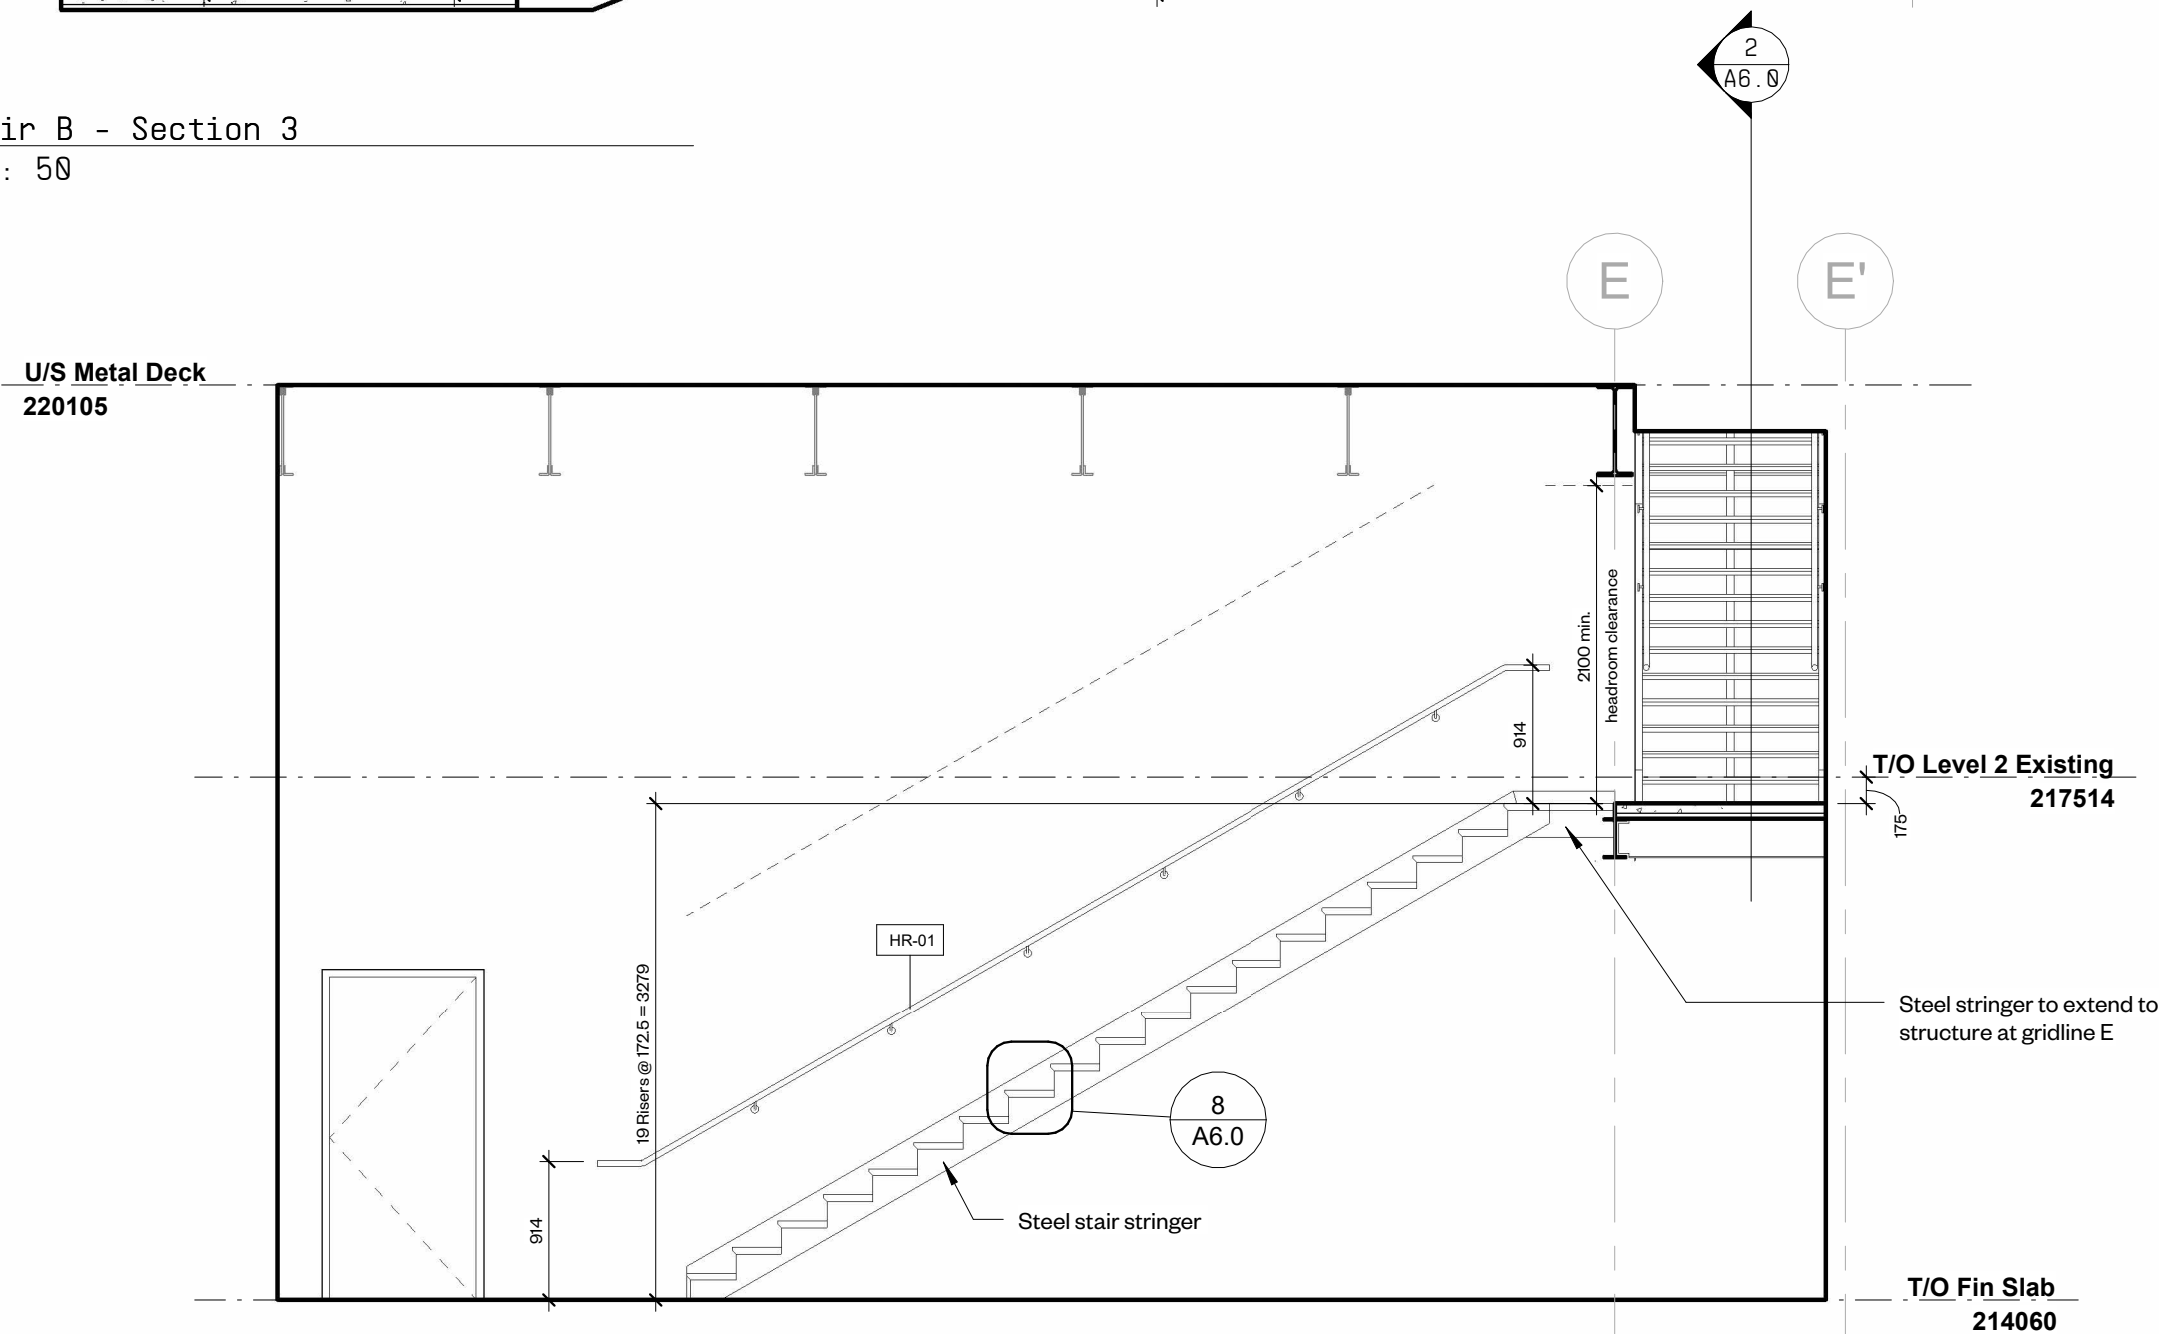 2
A6.0
ir B - Section 3
: 50
E
E'
U/S Metal Deck
220105
2100 min.
headroom clearance
914
T/O Level 2 Existing
217514
175
HR-01
19 Risers @ 172.5 = 3279
Steel stringer to extend to
structure at gridline E
8
A6.0
914
Steel stair stringer
T/O Fin Slab
214060